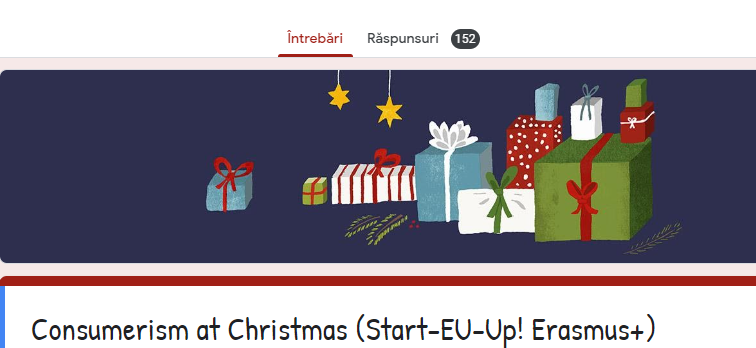 Întrebări Răspunsuri 152
Consumerism at Christmas (Start-EU-Up! Erasmus+)